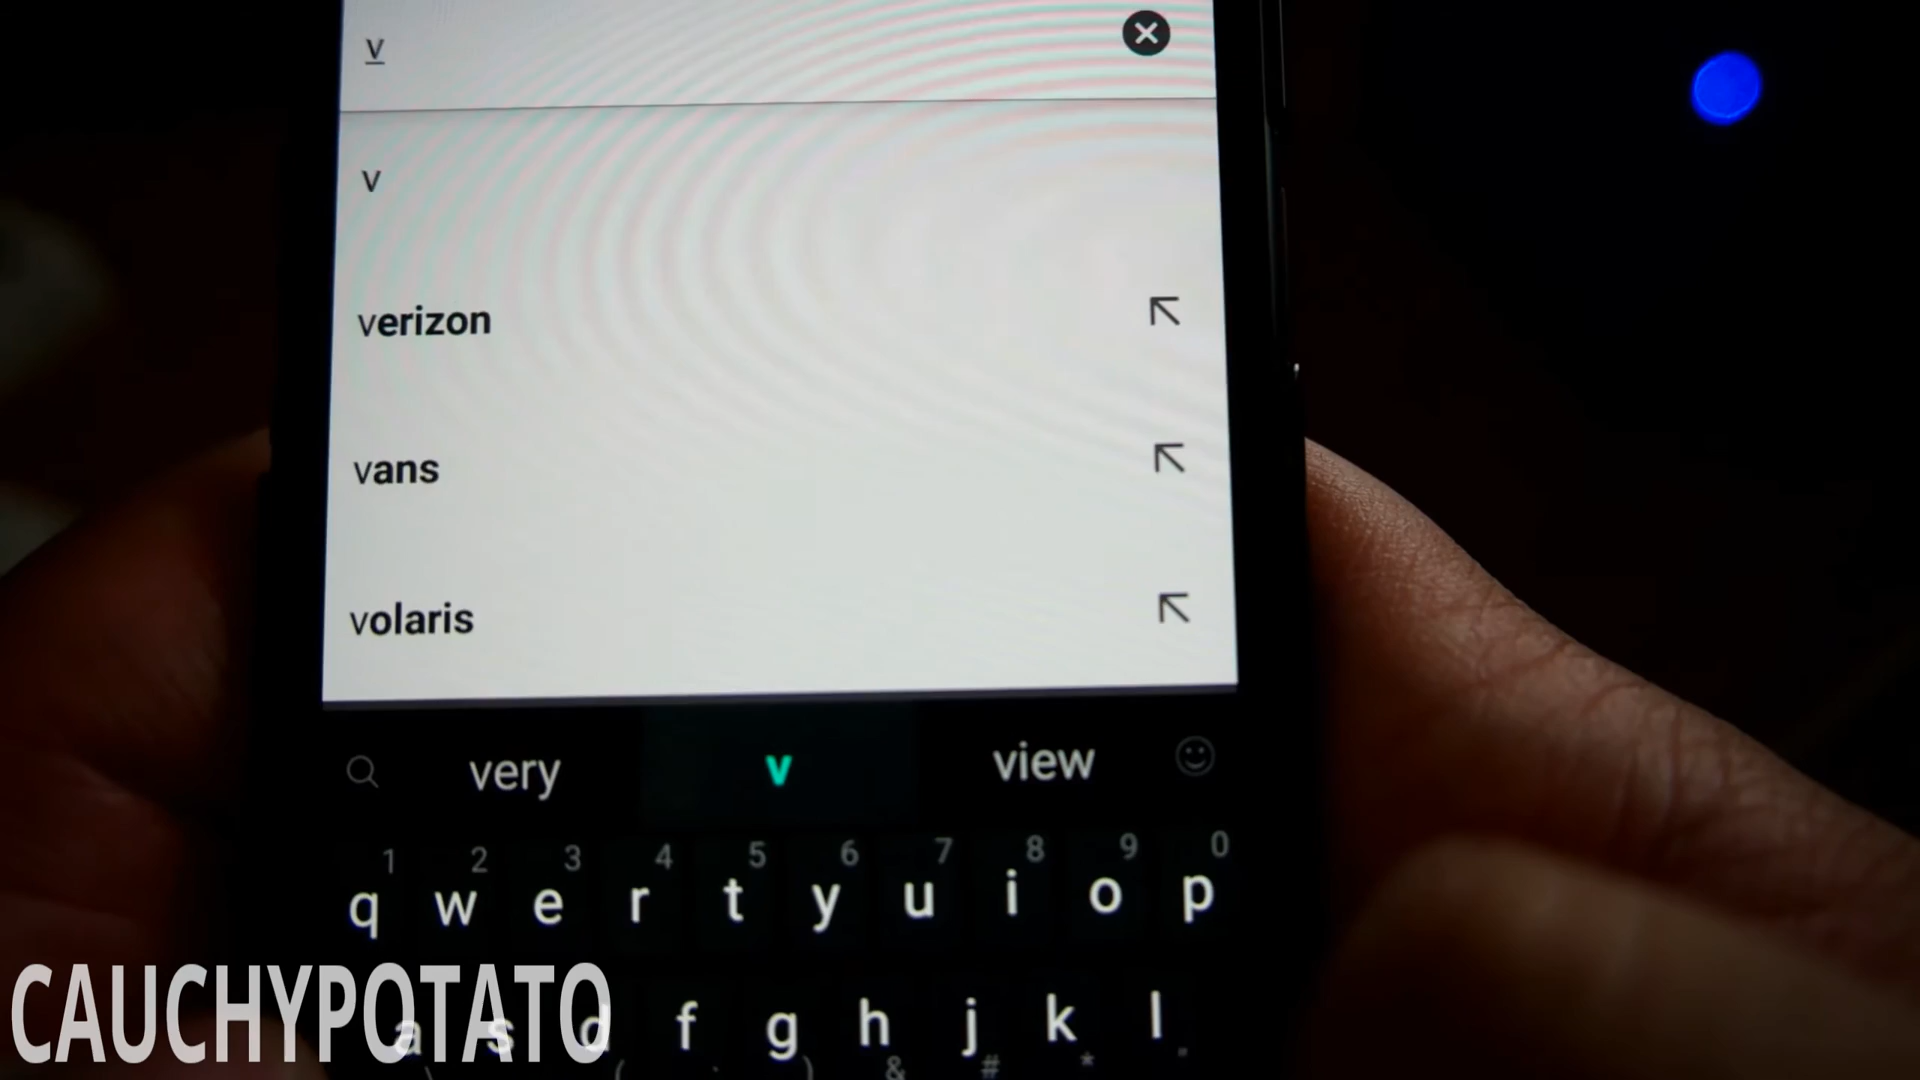 v
v
verizon
vans
volaris
very v view
1 2 3 4 5 6 7 8 9 0
q w e r t y u i o p
a s d f g h j k l
& # *
CAUCHYPOTATO